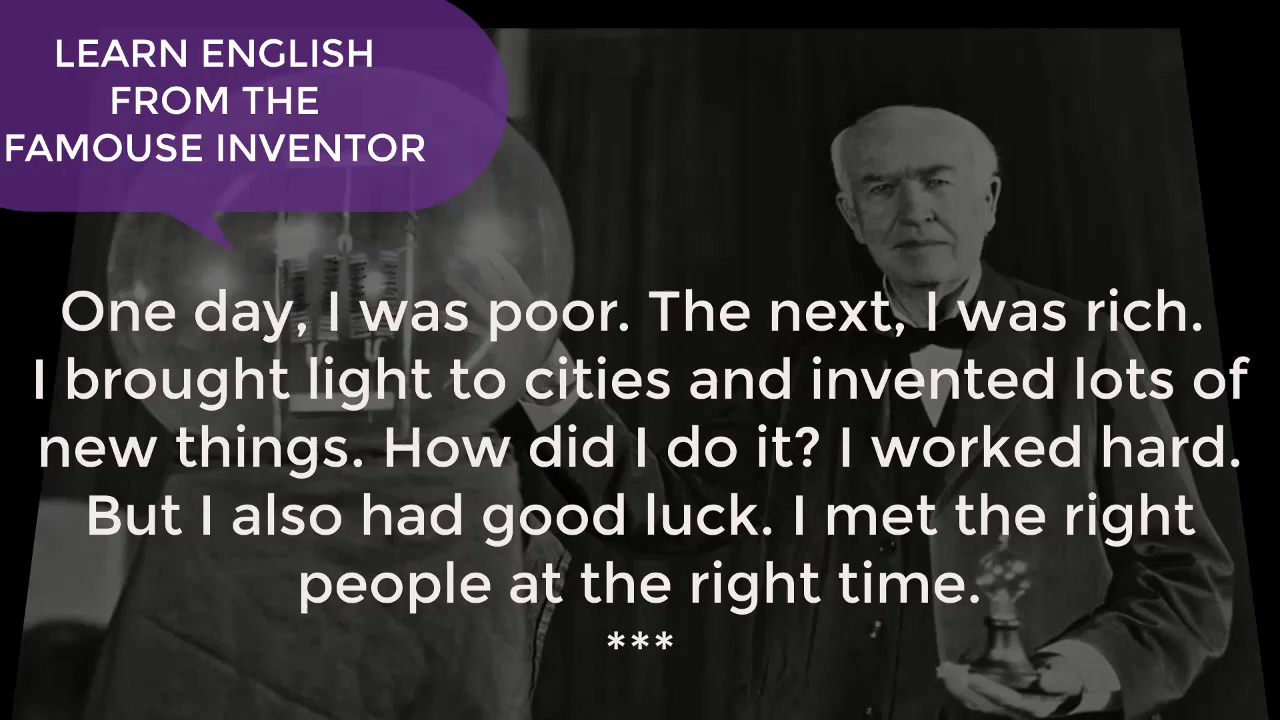 LEARN ENGLISH
FROM THE
FAMOUSE INVENTOR
One day, I was poor. The next, I was rich.
I brought light to cities and invented lots of
new things. How did I do it? I worked hard.
But I also had good luck. I met the right
people at the right time.
***